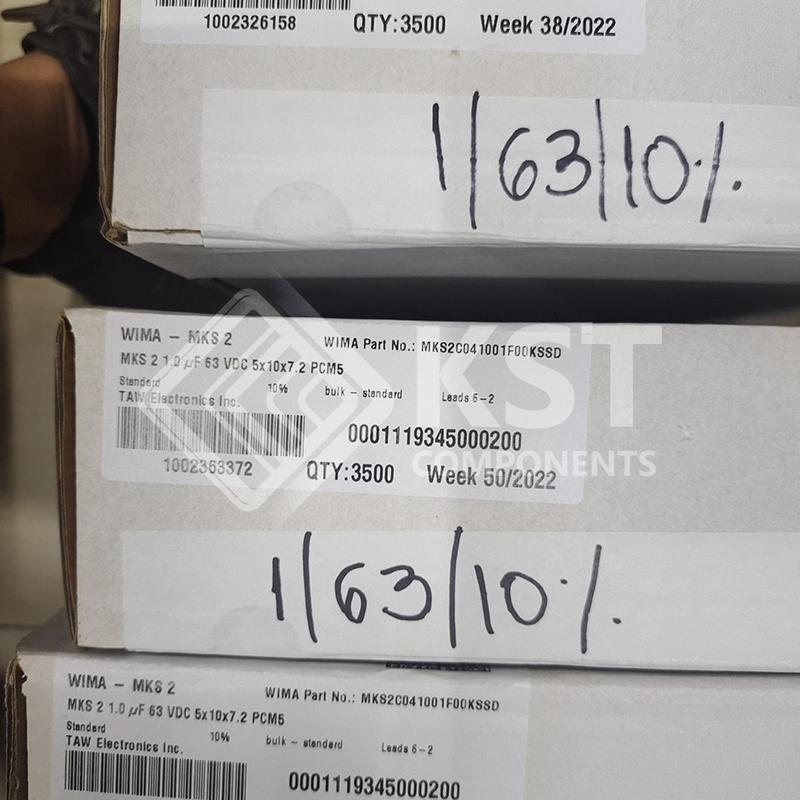 1002326158 QTY:3500 Week 38/2022
1/63/10%.
WIMA - MKS 2 WIMA Part No.: MKS2C041001F00KSSD
MKS 2 1.0 µF 63 VDC 5x10x7.2 PCM5
Standard 10% bulk - standard Leads 6-2
TAW Electronics Inc.
0001119345000200
1002363372 QTY:3500 Week 50/2022
KST
COMPONENTS
1/63/10%.
WIMA - MKS 2 WIMA Part No.: MKS2C041001F00KSSD
MKS 2 1.0 µF 63 VDC 5x10x7.2 PCM5
Standard 10% bulk - standard Leads 6-2
TAW Electronics Inc.
0001119345000200